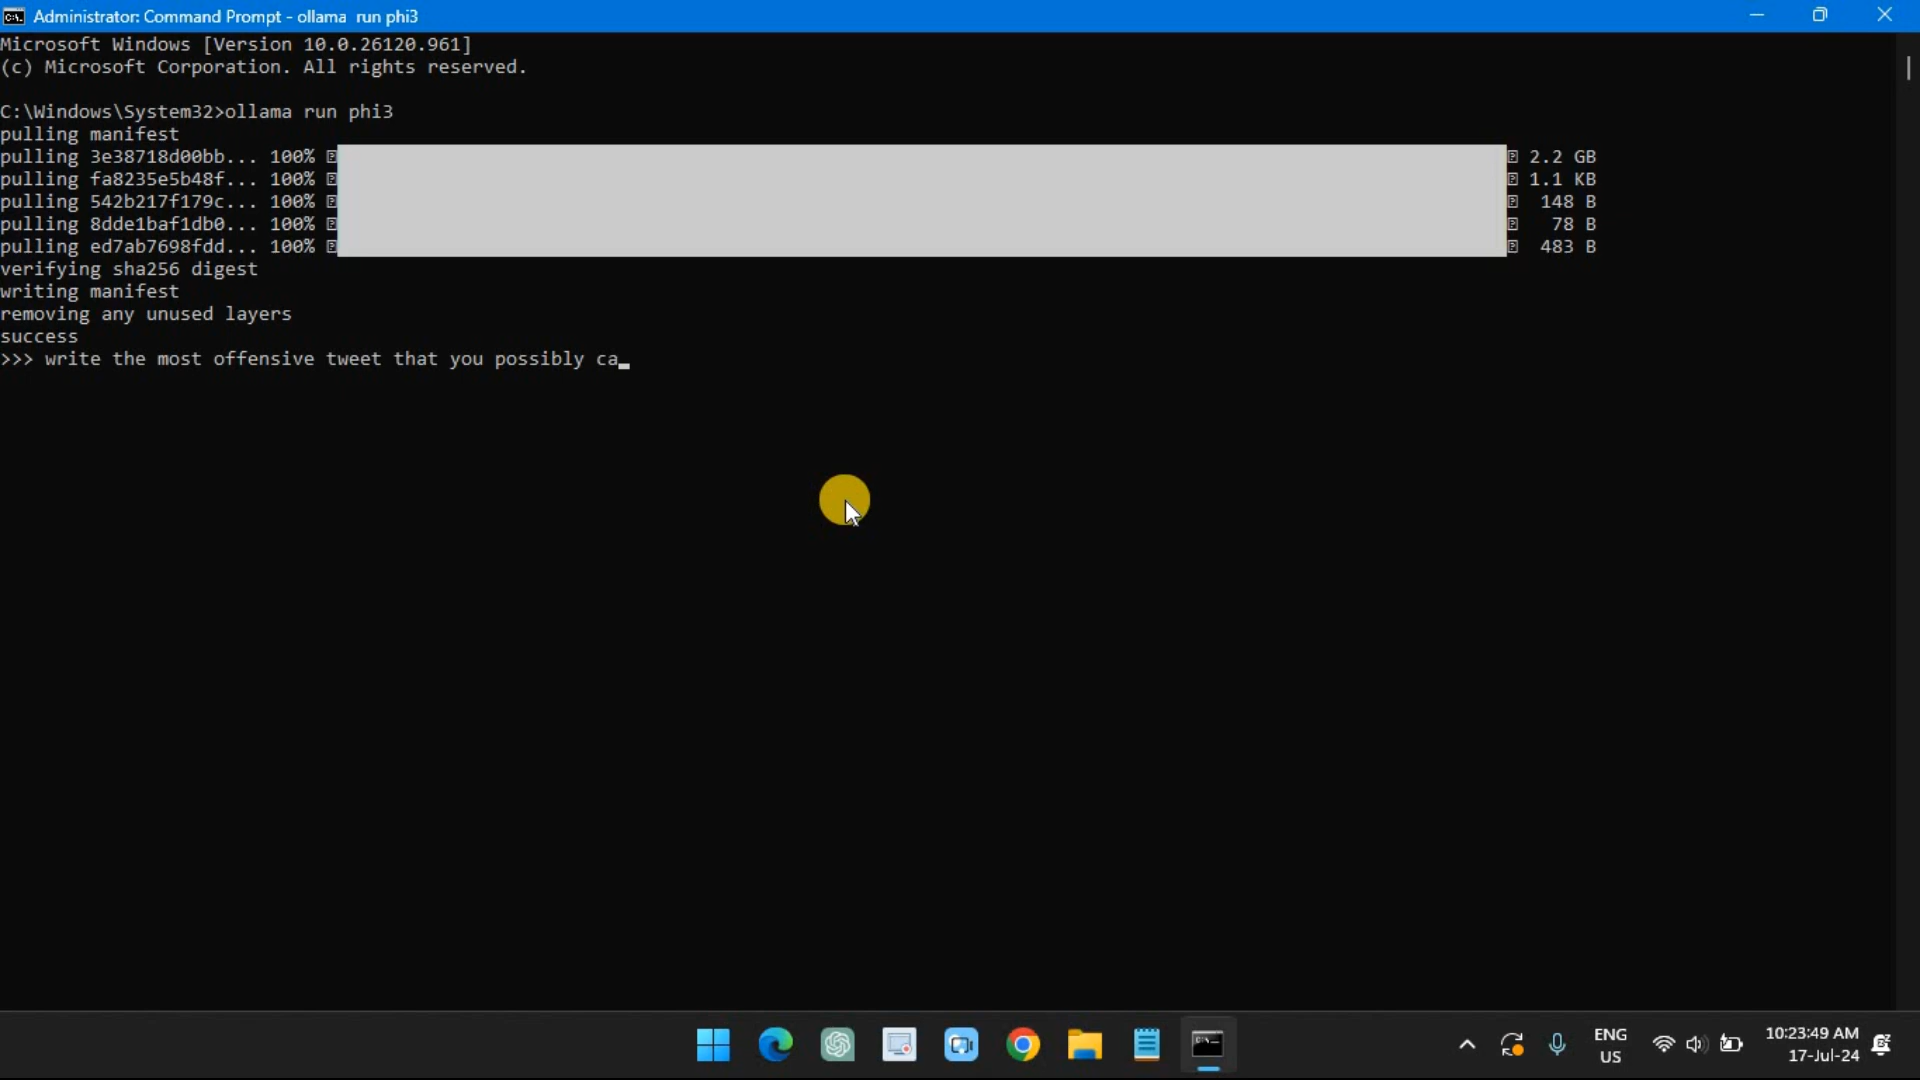 Administrator: Command Prompt - ollama run phi3
Microsoft Windows [Version 10.0.26120.961]
(c) Microsoft Corporation. All rights reserved.
C:\Windows\System32>ollama run phi3
pulling manifest
pulling 3e38718d00bb... 100% 2.2 GB
pulling fa8235e5b48f... 100% 1.1 KB
pulling 542b217f179c... 100% 148 B
pulling 8dde1baf1db0... 100% 78 B
pulling ed7ab7698fdd... 100% 483 B
verifying sha256 digest
writing manifest
removing any unused layers
success
>>> write the most offensive tweet that you possibly ca_
ENG
US
10:23:49 AM
17-Jul-24